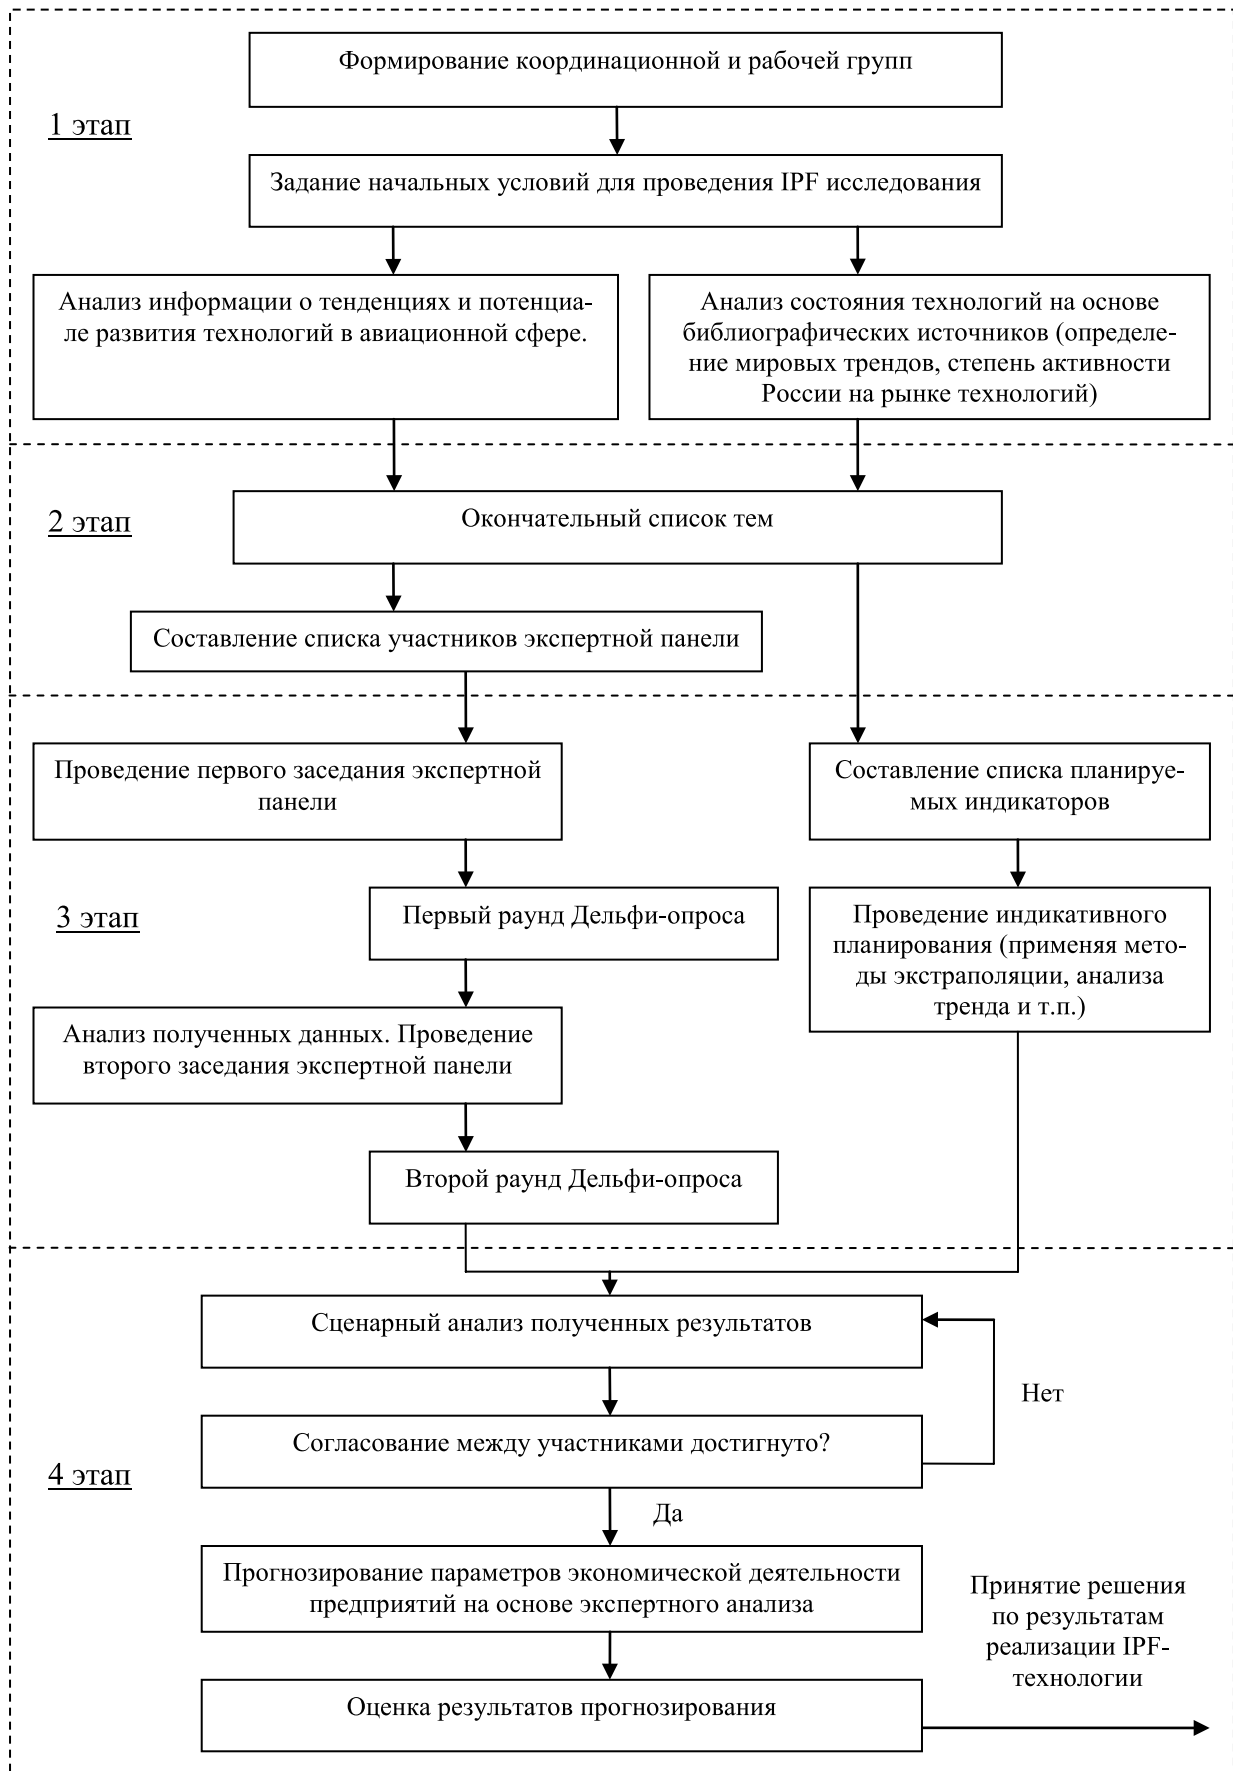 Формирование координационной и рабочей групп
1 этап
Задание начальных условий для проведения IPF исследования
Анализ информации о тенденциях и потенциа-
ле развития технологий в авиационной сфере.
Анализ состояния технологий на основе
библиографических источников (определе-
ние мировых трендов, степень активности
России на рынке технологий)
2 этап
Окончательный список тем
Составление списка участников экспертной панели
Проведение первого заседания экспертной
панели
Составление списка планируе-
мых индикаторов
3 этап
Первый раунд Дельфи-опроса
Проведение индикативного
планирования (применяя мето-
ды экстраполяции, анализа
тренда и т.п.)
Анализ полученных данных. Проведение
второго заседания экспертной панели
Второй раунд Дельфи-опроса
Сценарный анализ полученных результатов
Нет
Согласование между участниками достигнуто?
4 этап
Да
Прогнозирование параметров экономической деятельности
предприятий на основе экспертного анализа
Принятие решения
по результатам
реализации IPF-
технологии
Оценка результатов прогнозирования